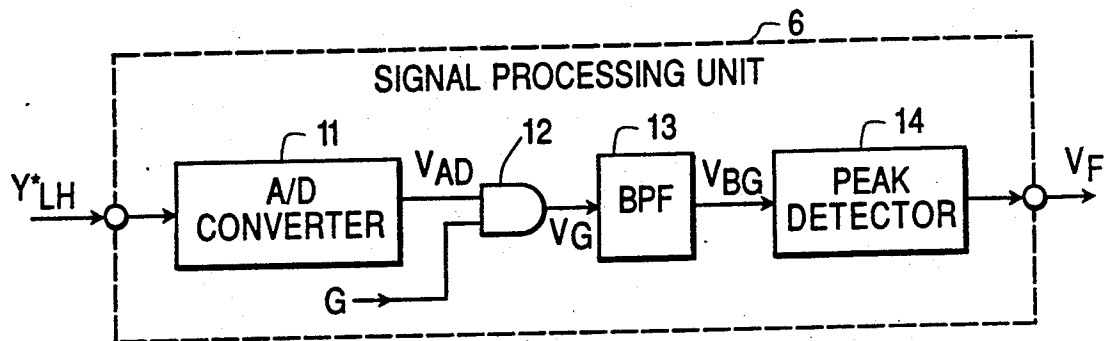 6
SIGNAL PROCESSING UNIT
11
12
13
14
Y*LH
A/D
CONVERTER
VAD
VG
BPF
VBG
PEAK
DETECTOR
VF
G